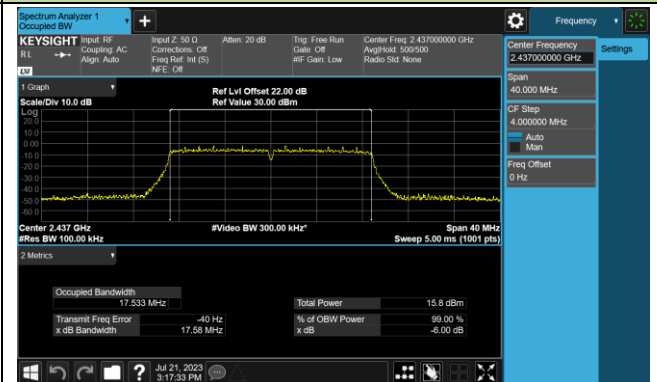 Spectrum Analyzer 1
Occupied BW
Frequency
KEYSIGHT
R L
LXI
Input: RF
Coupling: AC
Align: Auto
Input Z: 50 Ω
Corrections: Off
Freq Ref: Int (S)
NFE: Off
Atten: 20 dB
Trig: Free Run
Gate: Off
#IF Gain: Low
Center Freq: 2.437000000 GHz
Avg|Hold: 500/500
Radio Std: None
Center Frequency
2.437000000 GHz
Settings
Span
40.000 MHz
CF Step
4.000000 MHz
Auto
Man
Freq Offset
0 Hz
1 Graph
Scale/Div 10.0 dB
Ref Lvl Offset 22.00 dB
Ref Value 30.00 dBm
Log
20.0
10.0
0.00
-10.0
-20.0
-30.0
-40.0
-50.0
-60.0
Center 2.437 GHz
#Video BW 300.00 kHz*
Span 40 MHz
#Res BW 100.00 kHz
Sweep 5.00 ms (1001 pts)
2 Metrics
Occupied Bandwidth
17.533 MHz
Total Power 15.8 dBm
Transmit Freq Error -40 Hz
% of OBW Power 99.00 %
x dB Bandwidth 17.58 MHz
x dB -6.00 dB
?
Jul 21, 2023
3:17:33 PM